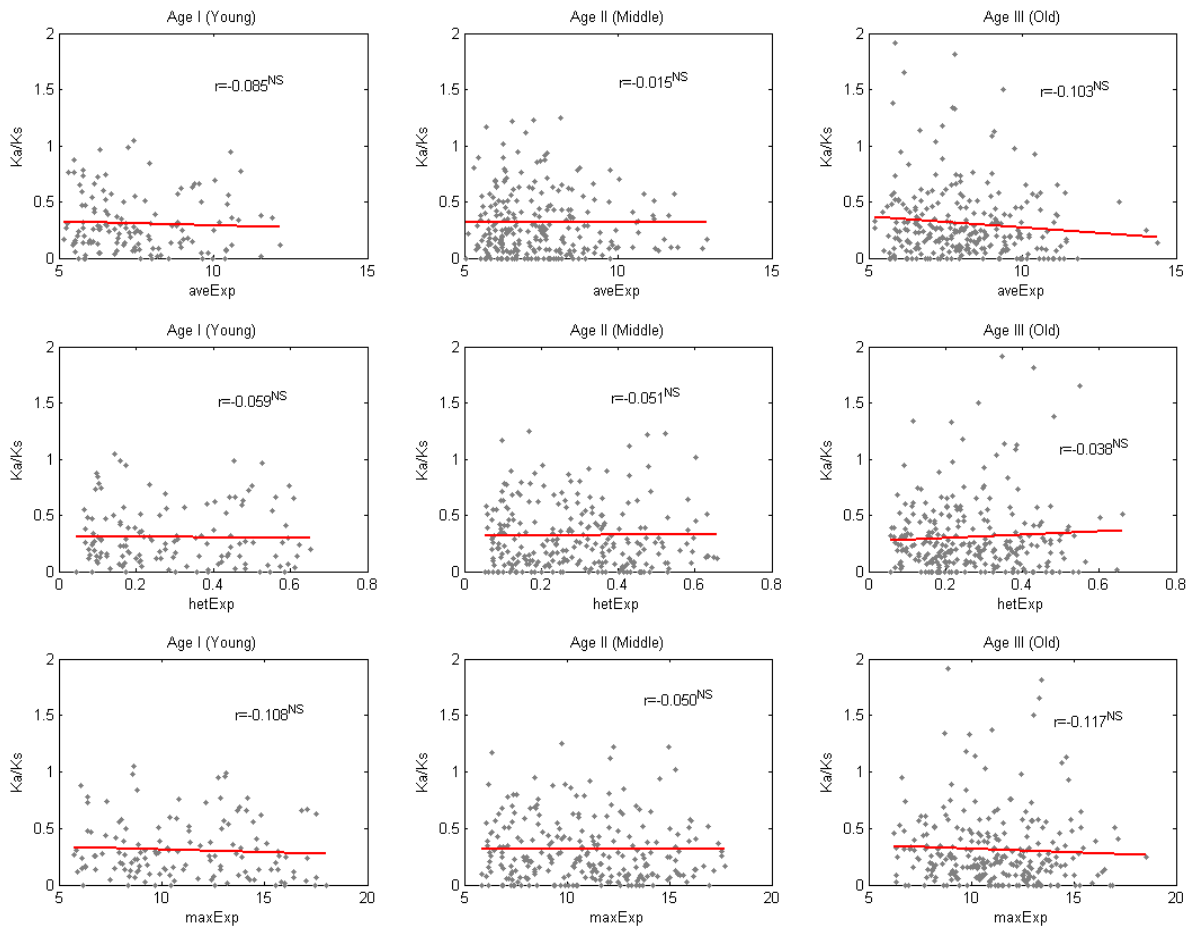 Age I (Young)
Age II (Middle)
Age III (Old)
2
1.5
1
0.5
0
Ka/Ks
r=-0.085NS
5
10
15
aveExp
2
1.5
1
0.5
0
Ka/Ks
r=-0.015NS
5
10
15
aveExp
2
1.5
1
0.5
0
Ka/Ks
r=-0.103NS
5
10
15
aveExp
Age I (Young)
Age II (Middle)
Age III (Old)
2
1.5
1
0.5
0
Ka/Ks
r=-0.059NS
0
0.2
0.4
0.6
0.8
hetExp
2
1.5
1
0.5
0
Ka/Ks
r=-0.051NS
0
0.2
0.4
0.6
0.8
hetExp
2
1.5
1
0.5
0
Ka/Ks
r=-0.038NS
0
0.2
0.4
0.6
0.8
hetExp
Age I (Young)
Age II (Middle)
Age III (Old)
2
1.5
1
0.5
0
Ka/Ks
r=-0.108NS
5
10
15
20
maxExp
2
1.5
1
0.5
0
Ka/Ks
r=-0.050NS
5
10
15
20
maxExp
2
1.5
1
0.5
0
Ka/Ks
r=-0.117NS
5
10
15
20
maxExp